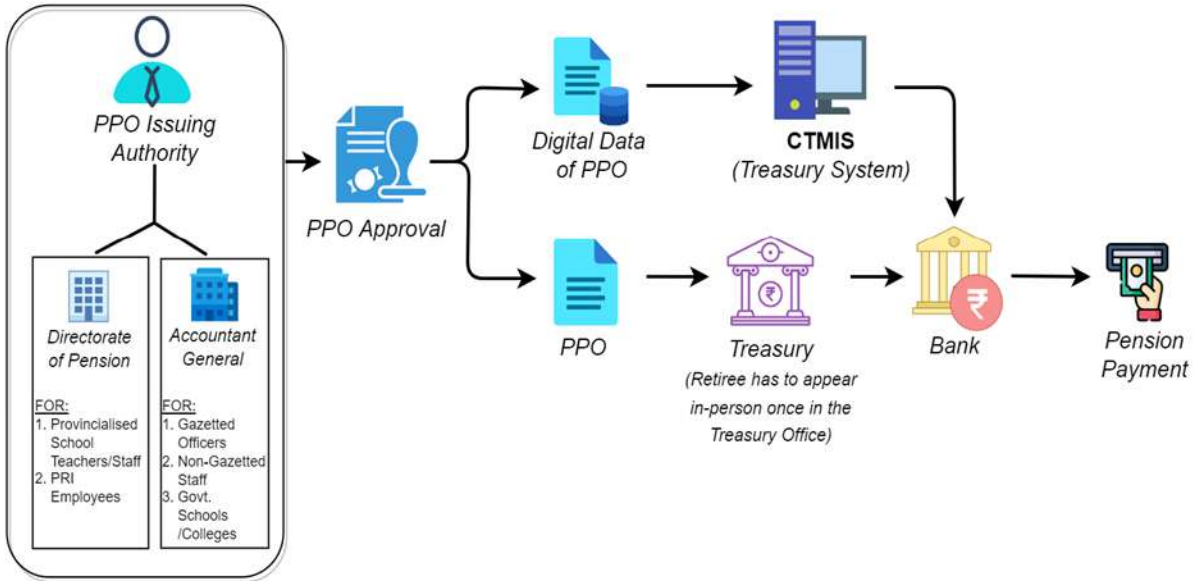 PPO Issuing
Authority
Directorate
of Pension
FOR:
1. Provincialised
School
Teachers/Staff
2. PRI
Employees
Accountant
General
FOR:
1. Gazetted
Officers
2. Non-Gazetted
Staff
3. Govt.
Schools
/Colleges
PPO Approval
Digital Data
of PPO
CTMIS
(Treasury System)
PPO
₹
Treasury
(Retiree has to appear
in-person once in the
Treasury Office)
₹
Bank
Pension
Payment